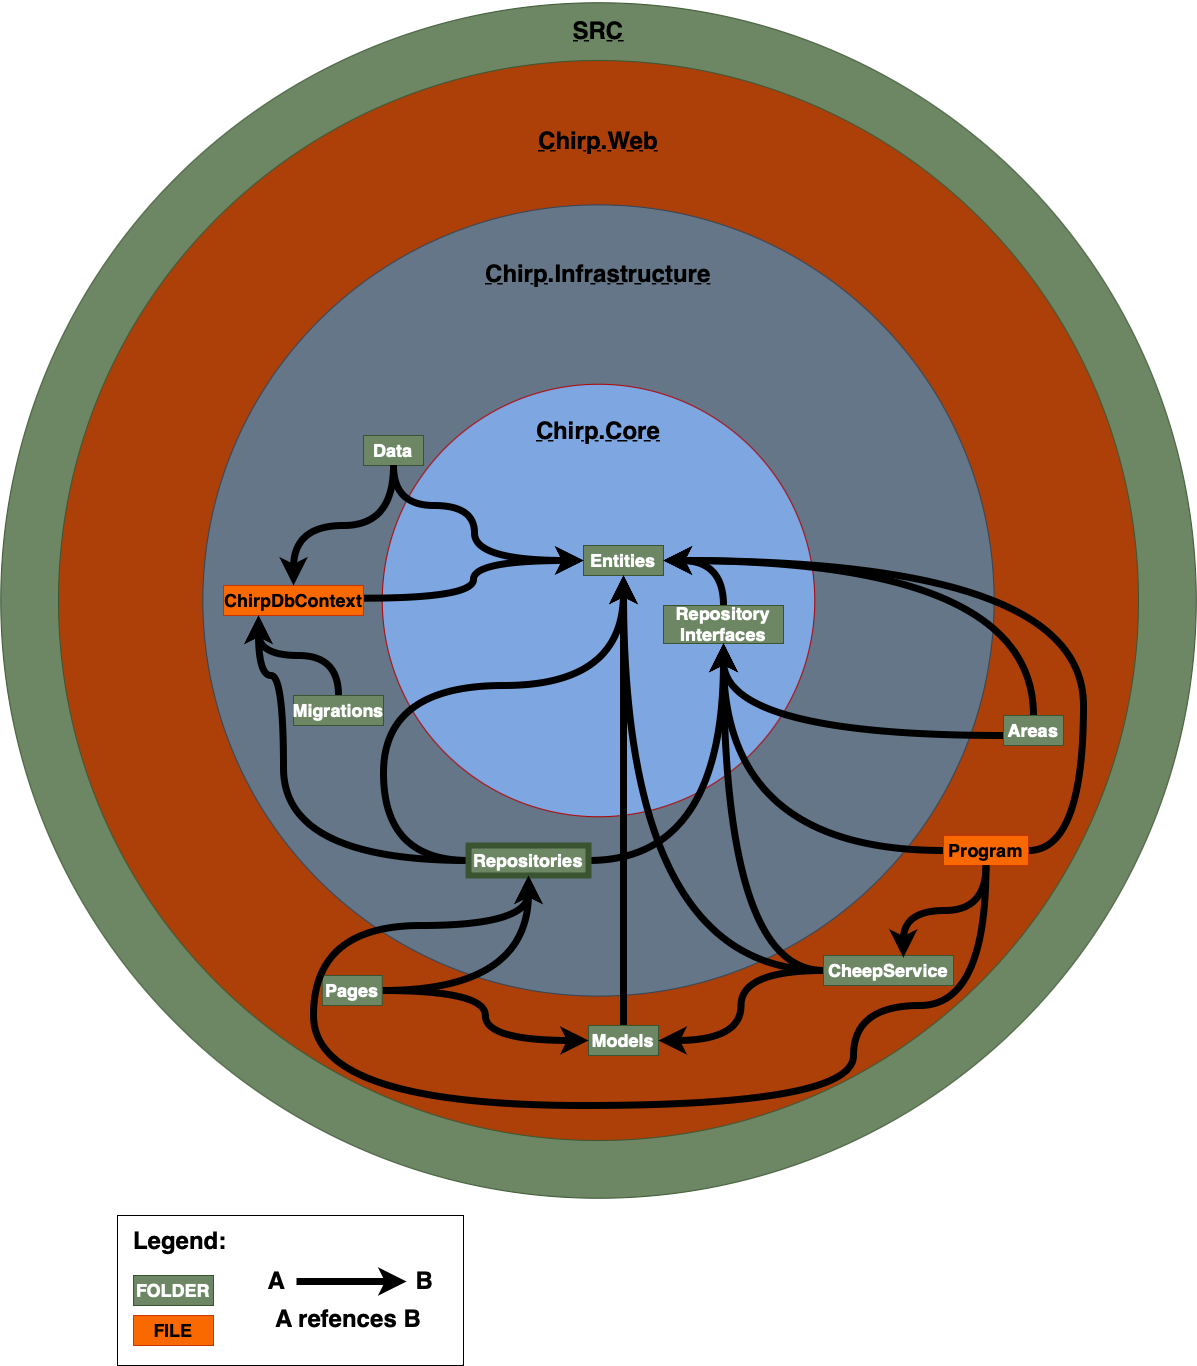 SRC
Chirp.Web
Chirp.Infrastructure
Chirp.Core
Data
Entities
ChirpDbContext
Repository
Interfaces
Migrations
Areas
Program
Repositories
CheepService
Pages
Models
Legend:
FOLDER
A
B
A refences B
FILE